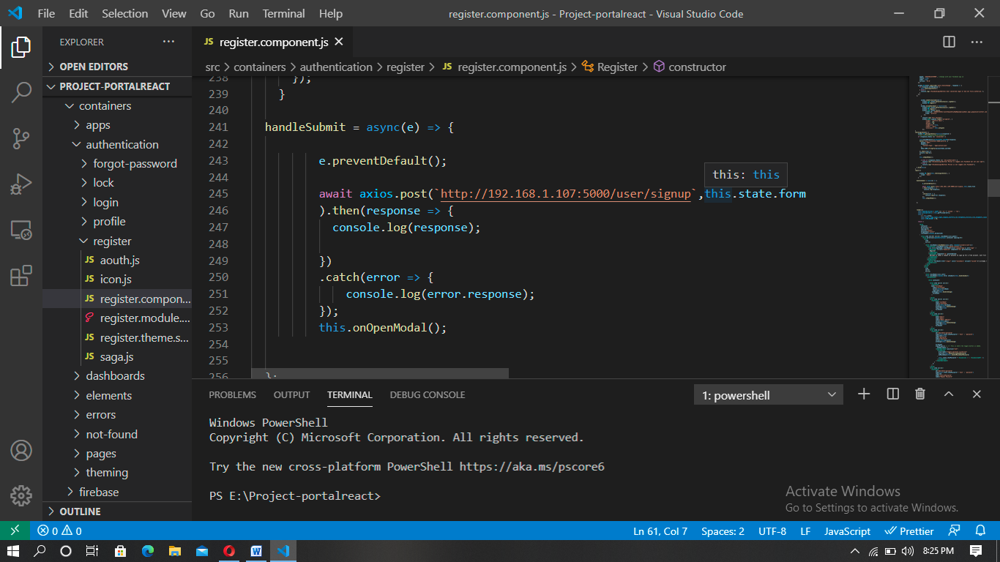 File Edit Selection View Go Run Terminal Help
register.component.js - Project-portalreact - Visual Studio Code
EXPLORER
OPEN EDITORS
PROJECT-PORTALREACT
containers
apps
authentication
forgot-password
lock
login
profile
register
aouth.js
icon.js
register.compon...
register.module....
register.theme.s...
saga.js
dashboards
elements
errors
not-found
pages
theming
firebase
OUTLINE
JS register.component.js
src > containers > authentication > register > JS register.component.js > Register > constructor
238 });
239 }
240
241 handleSubmit = async(e) => {
242
243 e.preventDefault();
244
this: this
245 await axios.post(`http://192.168.1.107:5000/user/signup`,this.state.form
246 ).then(response => {
247 console.log(response);
248
249 })
250 .catch(error => {
251 console.log(error.response);
252 });
253 this.onOpenModal();
254
255
256 };
PROBLEMS OUTPUT TERMINAL DEBUG CONSOLE 1: powershell
Windows PowerShell
Copyright (C) Microsoft Corporation. All rights reserved.
Try the new cross-platform PowerShell https://aka.ms/pscore6
PS E:\Project-portalreact>
Activate Windows
Go to Settings to activate Windows.
0 0 Ln 61, Col 7 Spaces: 2 UTF-8 LF JavaScript Prettier
8:25 PM